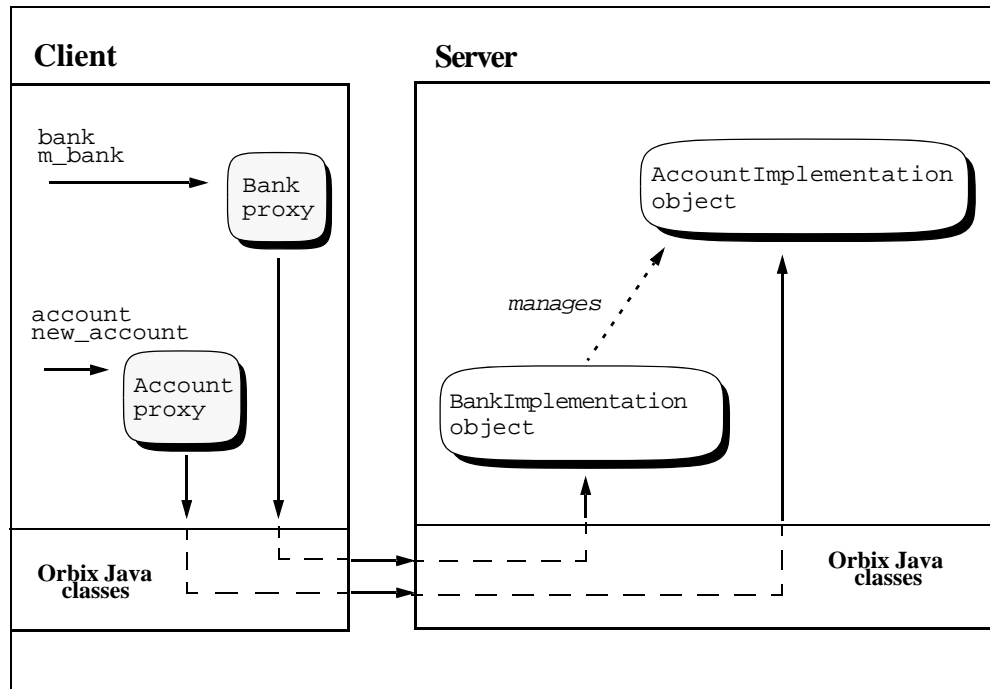 Client
Server
bank
m_bank
Bank
proxy
AccountImplementation
object
manages
account
new_account
Account
proxy
BankImplementation
object
Orbix Java
classes
Orbix Java
classes